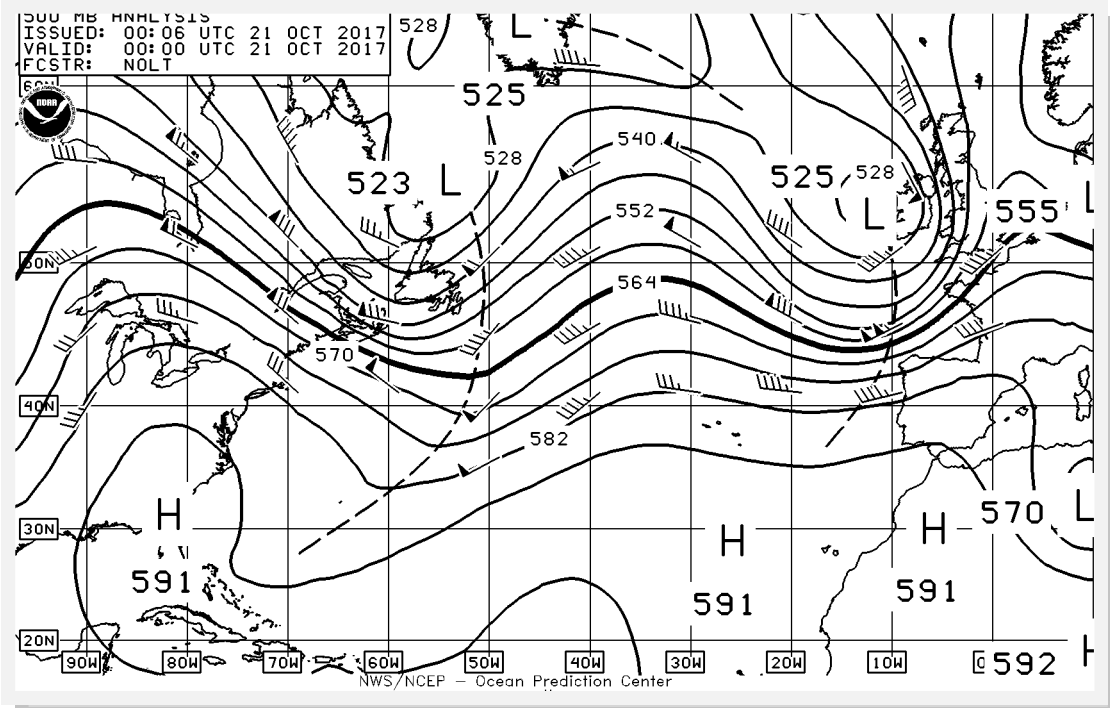 500 MB ANALYSIS
ISSUED: 00:06 UTC 21 OCT 2017
VALID: 00:00 UTC 21 OCT 2017
FCSTR: NOLT
528
L
60N
NOAA
525
540
528
523 L
525 528
L
552
555
L
50N
564
570
40N
582
H
H
H
570
L
30N
591
591
591
20N
H
90W 80W 70W 60W 50W 40W 30W 20W 10W 0 592
NWS/NCEP – Ocean Prediction Center